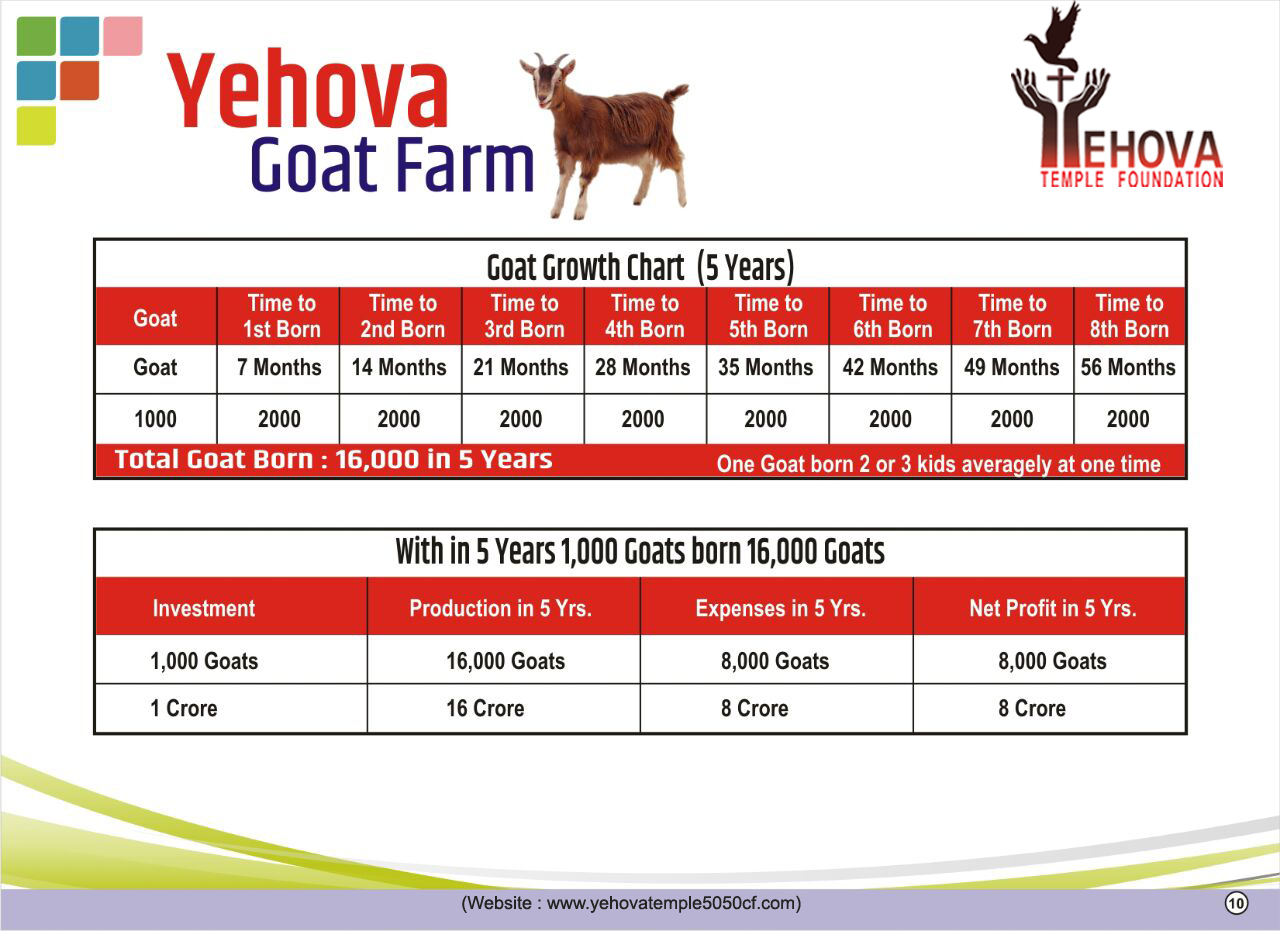 Yehova
Goat Farm
YEHOVA
TEMPLE FOUNDATION
Goat Growth Chart (5 Years)
Goat Time to 1st Born Time to 2nd Born Time to 3rd Born Time to 4th Born Time to 5th Born Time to 6th Born Time to 7th Born Time to 8th Born
Goat 7 Months 14 Months 21 Months 28 Months 35 Months 42 Months 49 Months 56 Months
1000 2000 2000 2000 2000 2000 2000 2000 2000
Total Goat Born : 16,000 in 5 Years One Goat born 2 or 3 kids averagely at one time
With in 5 Years 1,000 Goats born 16,000 Goats
Investment Production in 5 Yrs. Expenses in 5 Yrs. Net Profit in 5 Yrs.
1,000 Goats 16,000 Goats 8,000 Goats 8,000 Goats
1 Crore 16 Crore 8 Crore 8 Crore
(Website : www.yehovatemple5050cf.com)
10